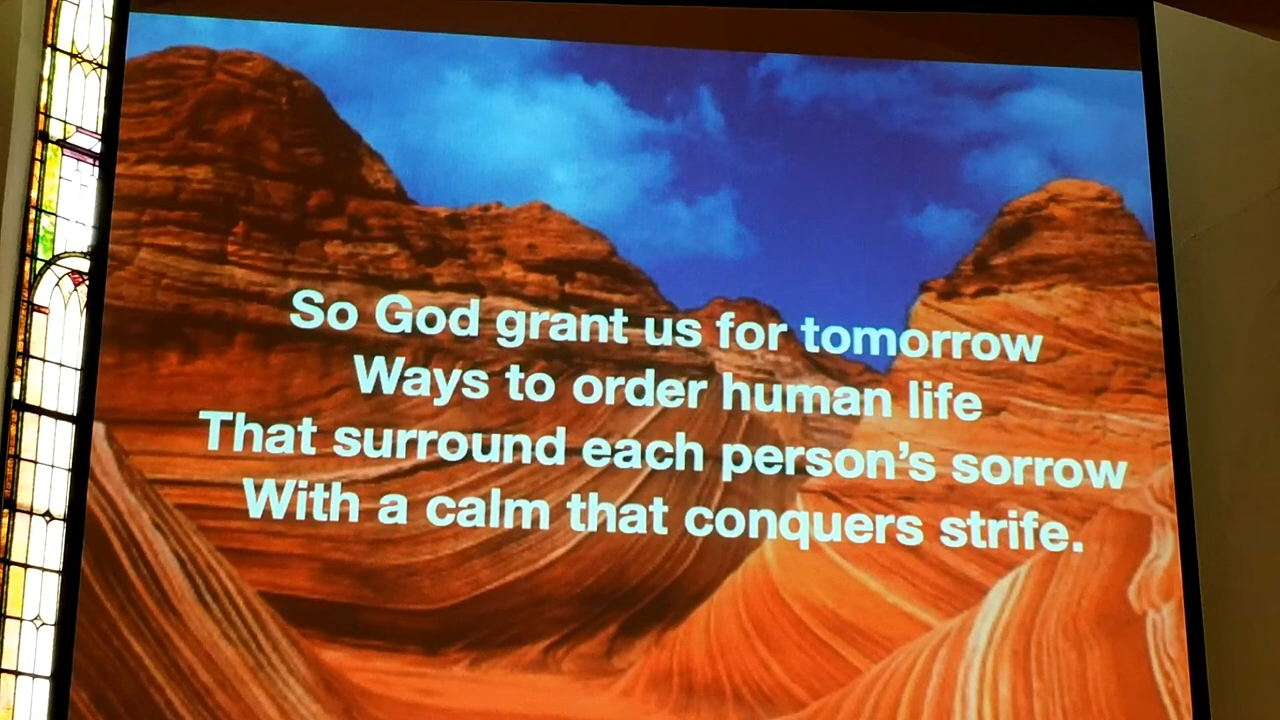 So God grant us for tomorrow
Ways to order human life
That surround each person’s sorrow
With a calm that conquers strife.